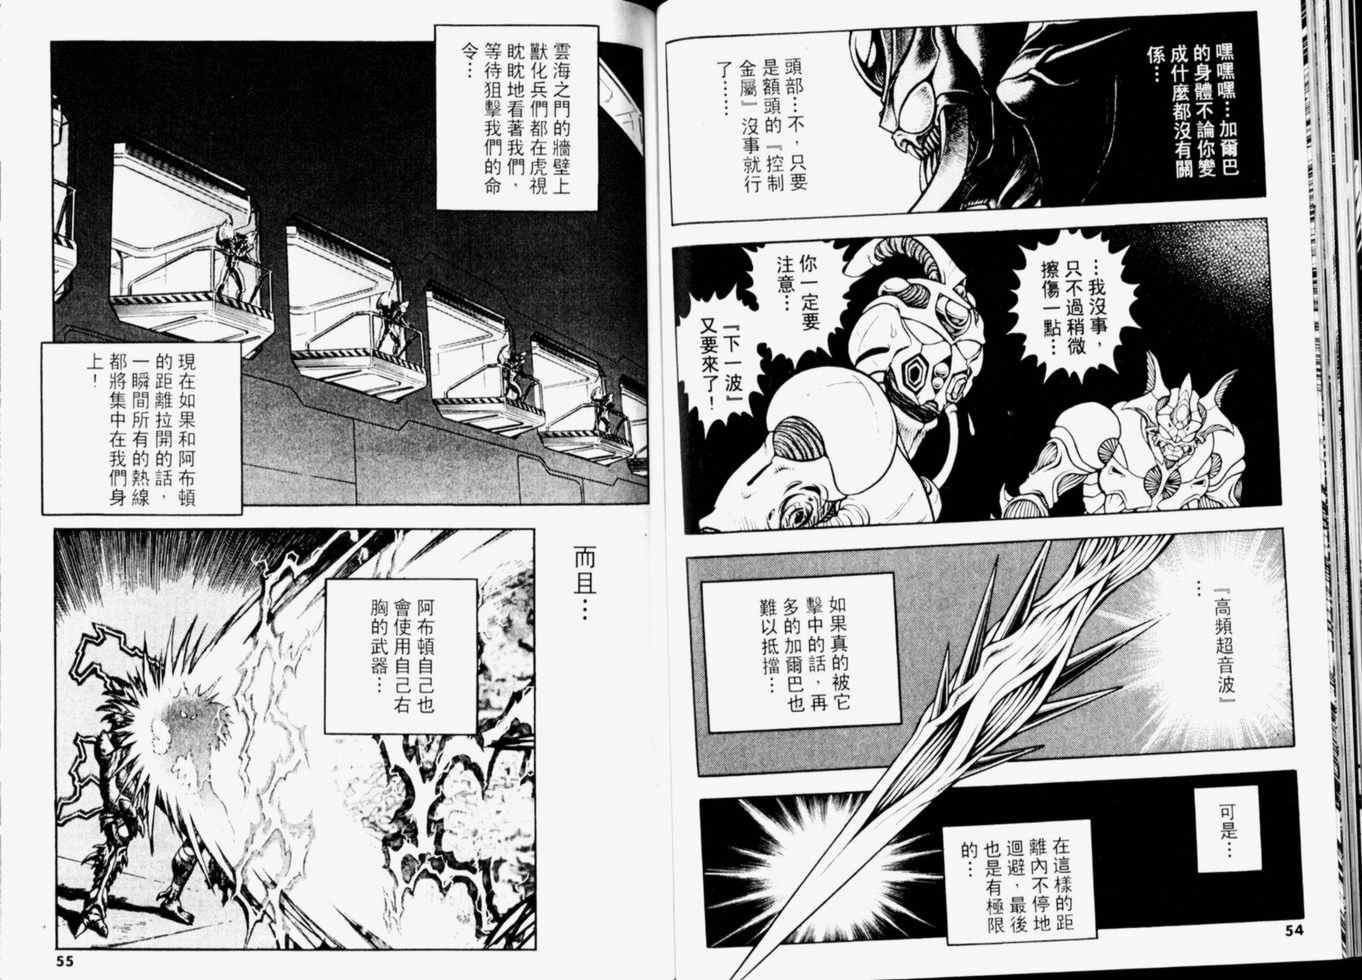 嘿嘿嘿…加爾巴
的身體不論你變
成什麼都沒有關
係…
頭部…不，只要
是額頭的『控制
金屬』沒事就行
了……
…我沒事，
只不過稍微
擦傷一點…
你一定要
注意…
『下一波』
又要來了！
『高頻超音波』
…
如果真的被它
擊中的話，再
多的加爾巴也
難以抵擋…
可是…
在這樣的距
離內不停地
迴避，最後
也是有極限
的…
54
雲海之門的牆壁上
獸化兵們都在虎視
眈眈地看著我們，
等待狙擊我們的命
令…
現在如果和阿布頓
的距離拉開的話，
一瞬間所有的熱線
都將集中在我們身
上！
而且…
阿布頓自己也
會使用自己右
胸的武器…
55